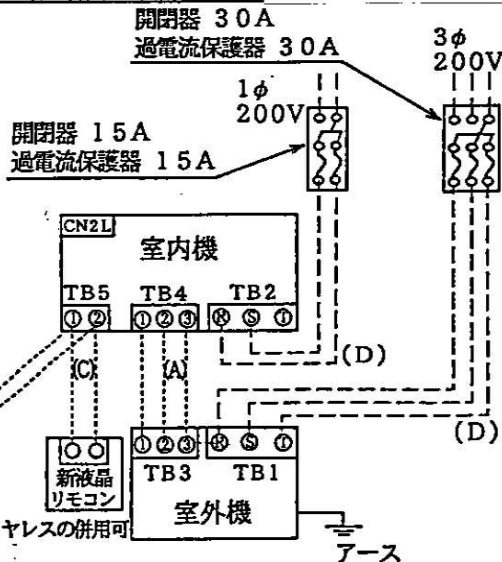 開閉器 30A
過電流保護器 30A
3φ
200V
1φ
200V
開閉器 15A
過電流保護器 15A
CN2L
室内機
TB5 TB4 TB2
① ② ① ② ③ Ⓡ Ⓢ Ⓣ
(C) (A) (D)
(D)
① ② ③ Ⓡ Ⓢ Ⓣ
TB3 TB1
新液晶
リモコン
室外機
ヤレスの併用可
アース